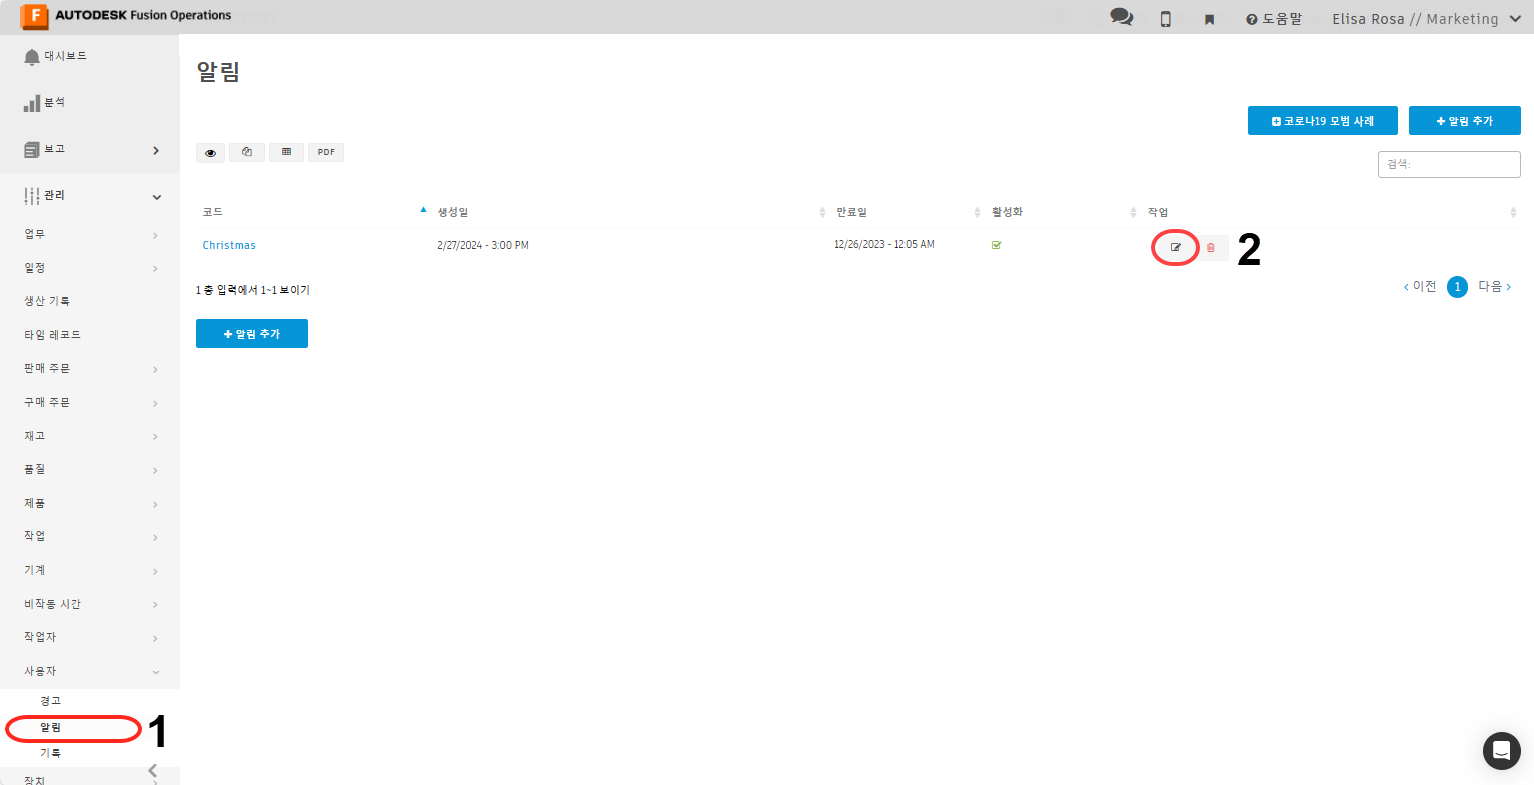 F AUTODESK Fusion Operations
도움말
Elisa Rosa // Marketing
대시보드
분석
보고
관리
업무
일정
생산 기록
타임 레코드
판매 주문
구매 주문
재고
품질
제품
작업
기계
비작동 시간
작업자
사용자
경고
알림
1
기록
장치
알림
코로나19 모범 사례
알림 추가
PDF
검색:
코드 생성일 만료일 활성화 작업
Christmas 2/27/2024 - 3:00 PM 12/26/2023 - 12:05 AM
2
1 총 입력에서 1~1 보이기
이전 1 다음
알림 추가